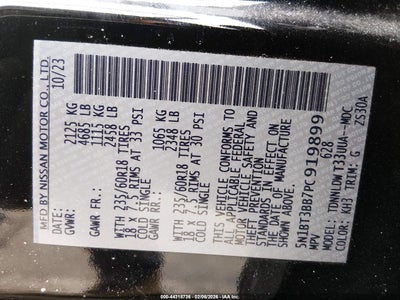 MFD BY NISSAN MOTOR CO., LTD.
10/23
GVWR: 2125 KG
4685 LB
GAWR FR: 1115 KG
2458 LB
WITH 235/60R18 TIRES
18 X 7.5 RIMS AT 33 PSI
COLD SINGLE
GAWR RR: 1065 KG
2348 LB
WITH 235/60R18 TIRES
18 X 7.5 RIMS AT 30 PSI
COLD SINGLE
THIS VEHICLE CONFORMS TO ALL
APPLICABLE FEDERAL MOTOR
VEHICLE SAFETY AND THEFT
PREVENTION STANDARDS IN EFFECT
ON THE DATE OF MANUFACTURE
SHOWN ABOVE
5N1BT3BB7PC919899
MPV 628
TYPE:
COLOR: KH3 TRIM: G ZS30A
000-44318736 - 02/06/2026 - IAA Inc.